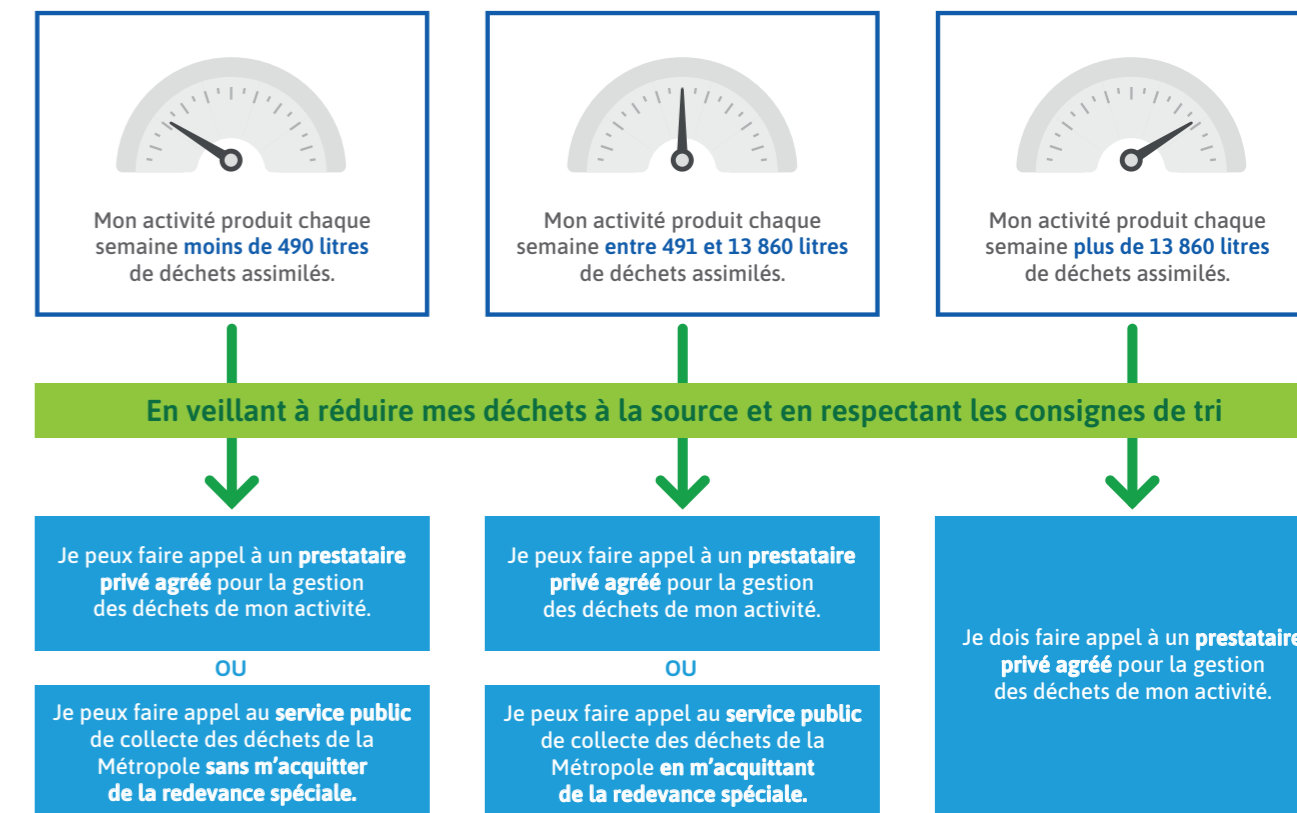 Mon activité produit chaque
semaine moins de 490 litres
de déchets assimilés.
Mon activité produit chaque
semaine entre 491 et 13 860 litres
de déchets assimilés.
Mon activité produit chaque
semaine plus de 13 860 litres
de déchets assimilés.
En veillant à réduire mes déchets à la source et en respectant les consignes de tri
Je peux faire appel à un prestataire
privé agréé pour la gestion
des déchets de mon activité.
OU
Je peux faire appel au service public
de collecte des déchets de la
Métropole sans m’acquitter
de la redevance spéciale.
Je peux faire appel à un prestataire
privé agréé pour la gestion
des déchets de mon activité.
OU
Je peux faire appel au service public
de collecte des déchets de la
Métropole en m’acquittant
de la redevance spéciale.
Je dois faire appel à un prestataire
privé agréé pour la gestion
des déchets de mon activité.